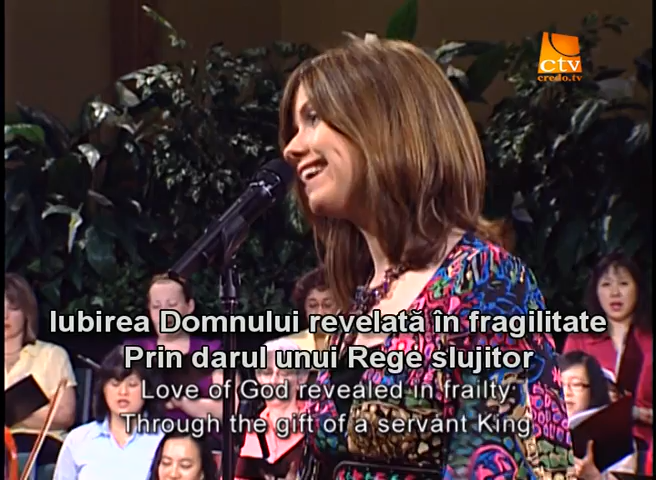 ctv
credo.tv
Iubirea Domnului revelată în fragilitate
Prin darul unui Rege slujitor
Love of God revealed in frailty
Through the gift of a servant King